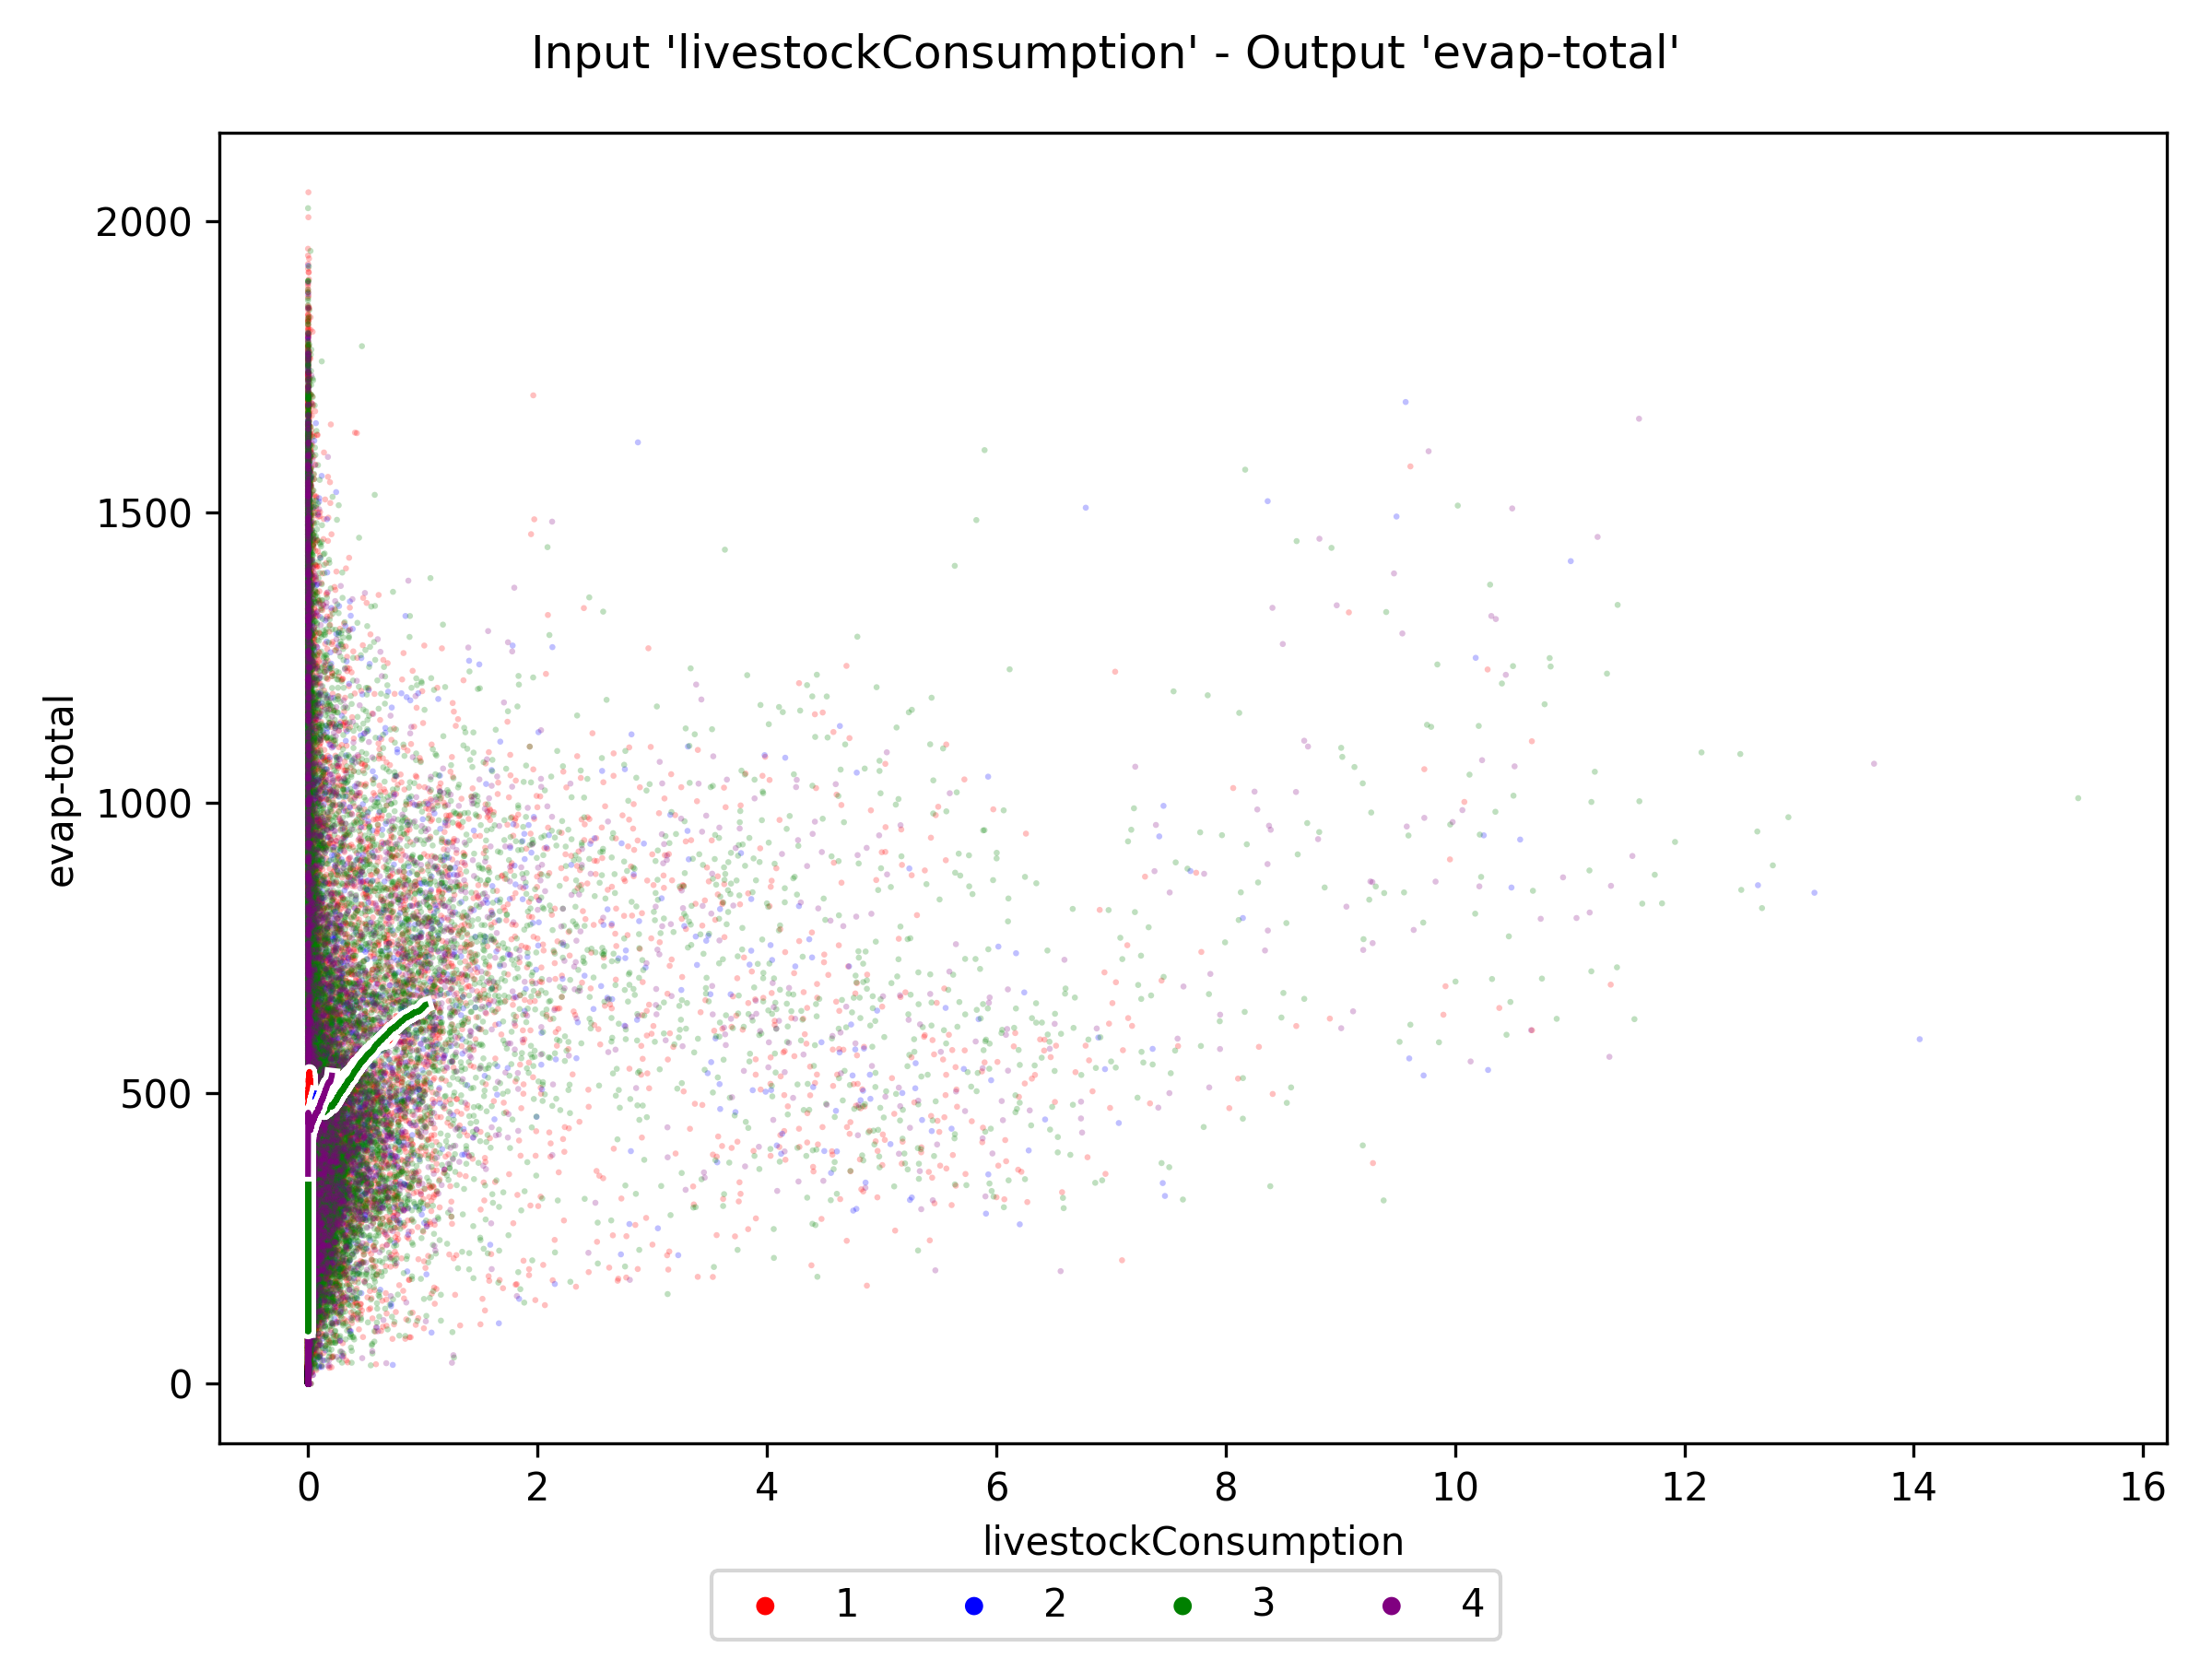 Input 'livestockConsumption' - Output 'evap-total'
2000
1500
1000
500
0
evap-total
0 2 4 6 8 10 12 14 16
livestockConsumption
1 2 3 4